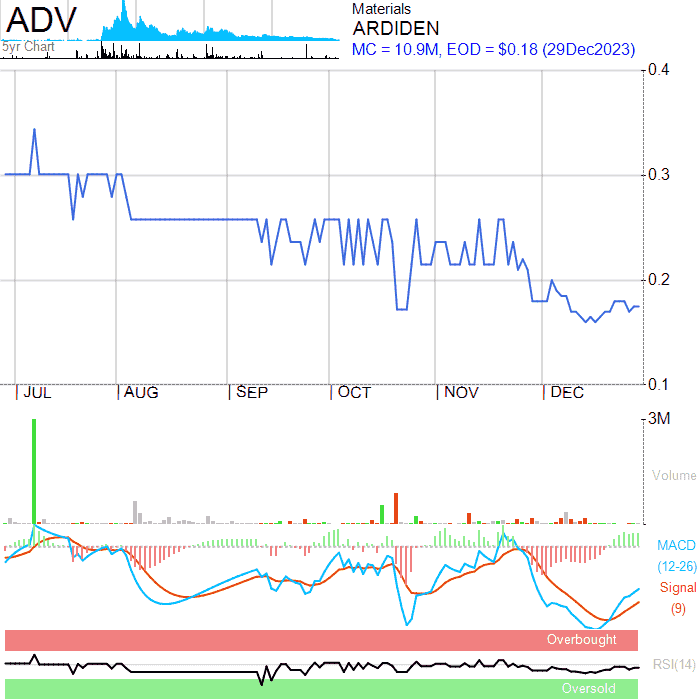 ADV
5yr Chart
Materials
ARDIDEN
MC = 10.9M, EOD = $0.18 (29Dec2023)
0.4
0.3
0.2
0.1
JUL AUG SEP OCT NOV DEC
3M
Volume
MACD
(12-26)
Signal
(9)
Overbought
RSI(14)
Oversold